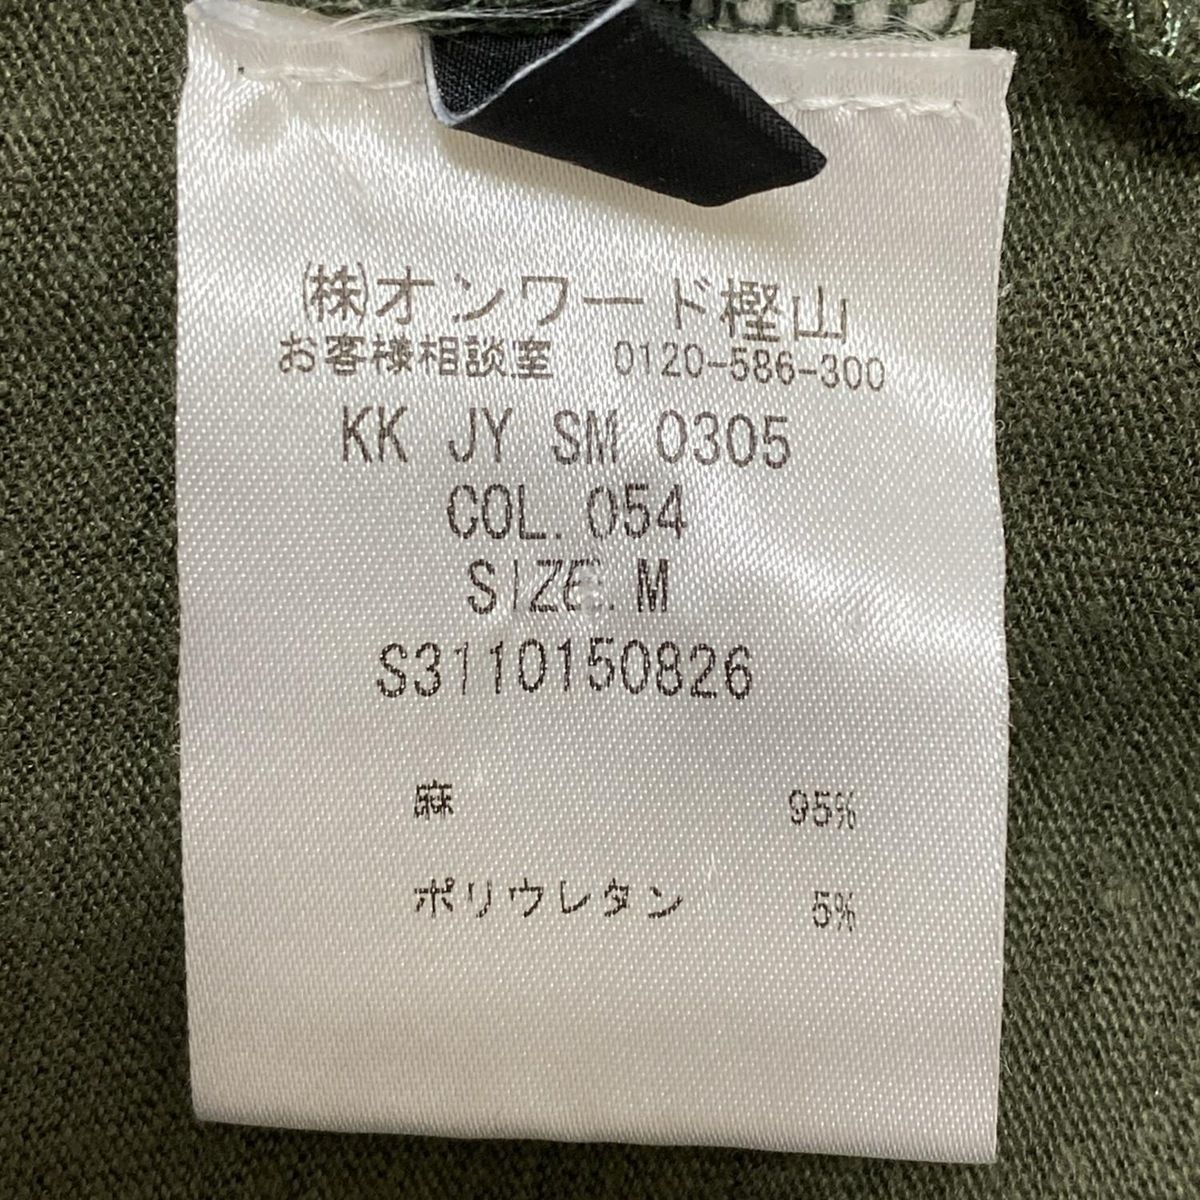 ㈱オンワード樫山
お客様相談室 0120-586-300
KK JY SM 0305
COL. 054
SIZE. M
S3110150826
麻 95%
ポリウレタン 5%